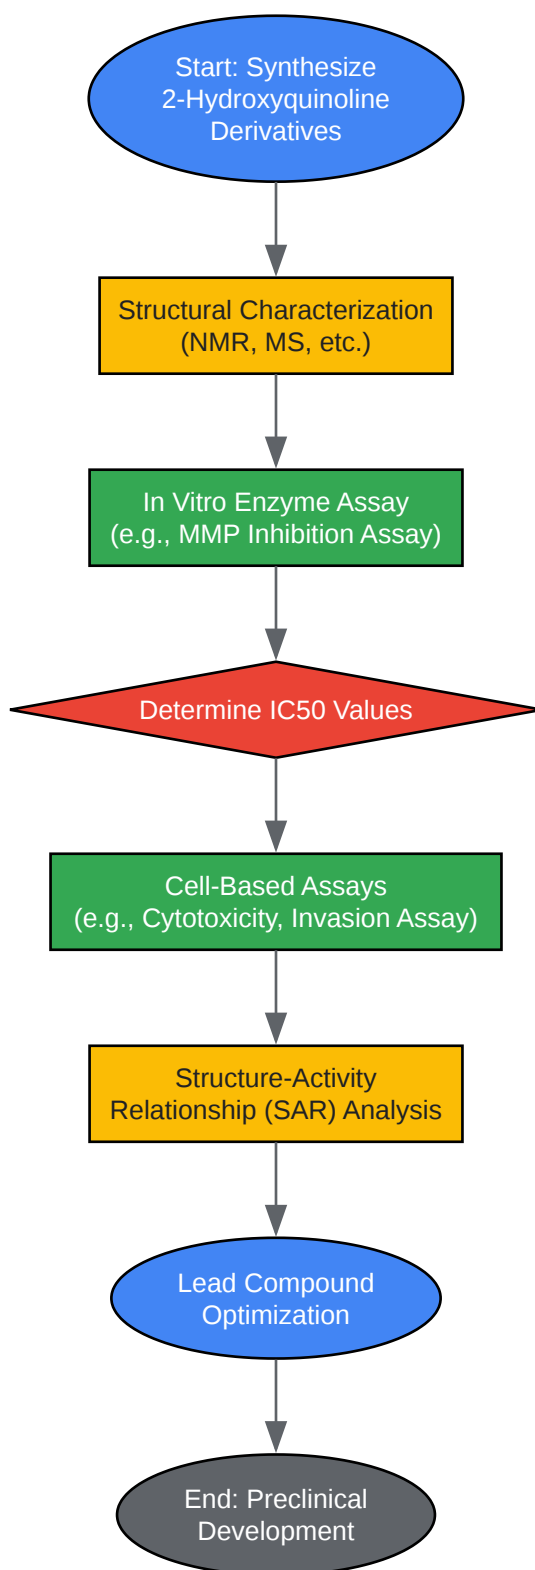 Start: Synthesize
2-Hydroxyquinoline
Derivatives
Structural Characterization
(NMR, MS, etc.)
In Vitro Enzyme Assay
(e.g., MMP Inhibition Assay)
Determine IC50 Values
Cell-Based Assays
(e.g., Cytotoxicity, Invasion Assay)
Structure-Activity
Relationship (SAR) Analysis
Lead Compound
Optimization
End: Preclinical
Development